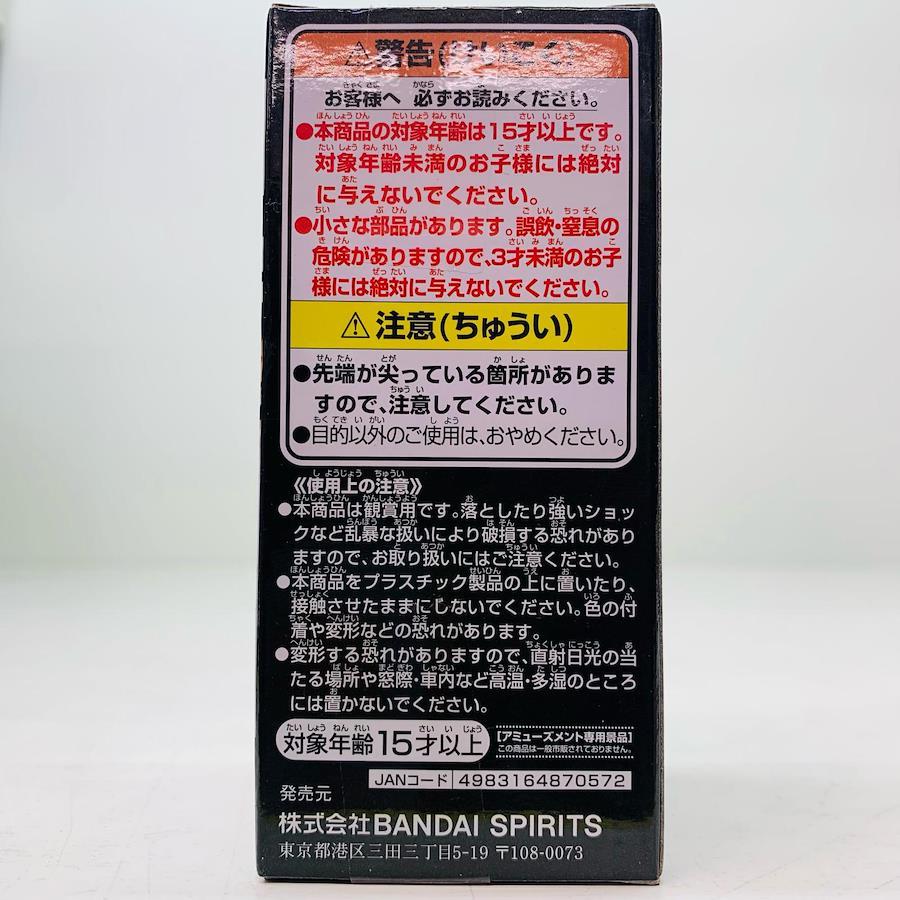 ⚠警告(けいこく)
お客様へ 必ずお読みください。
●本商品の対象年齢は15才以上です。
対象年齢未満のお子様には絶対
に与えないでください。
●小さな部品があります。誤飲・窒息の
危険がありますので、3才未満のお子
様には絶対に与えないでください。
⚠注意(ちゅうい)
●先端が尖っている箇所がありま
すので、注意してください。
●目的以外のご使用は、おやめください。
《使用上の注意》
●本商品は観賞用です。落としたり強いショッ
クなど乱暴な扱いにより破損する恐れがあり
ますので、お取り扱いにはご注意ください。
●本商品をプラスチック製品の上に置いたり、
接触させたままにしないでください。色の付
着や変形などの恐れがあります。
●変形する恐れがありますので、直射日光の当
たる場所や窓際・車内など高温・多湿のところ
には置かないでください。
対象年齢15才以上
[アミューズメント専用景品]
この商品は一般市販されておりません。
JANコード 4983164870572
発売元
株式会社BANDAI SPIRITS
東京都港区三田三丁目5-19 〒108-0073